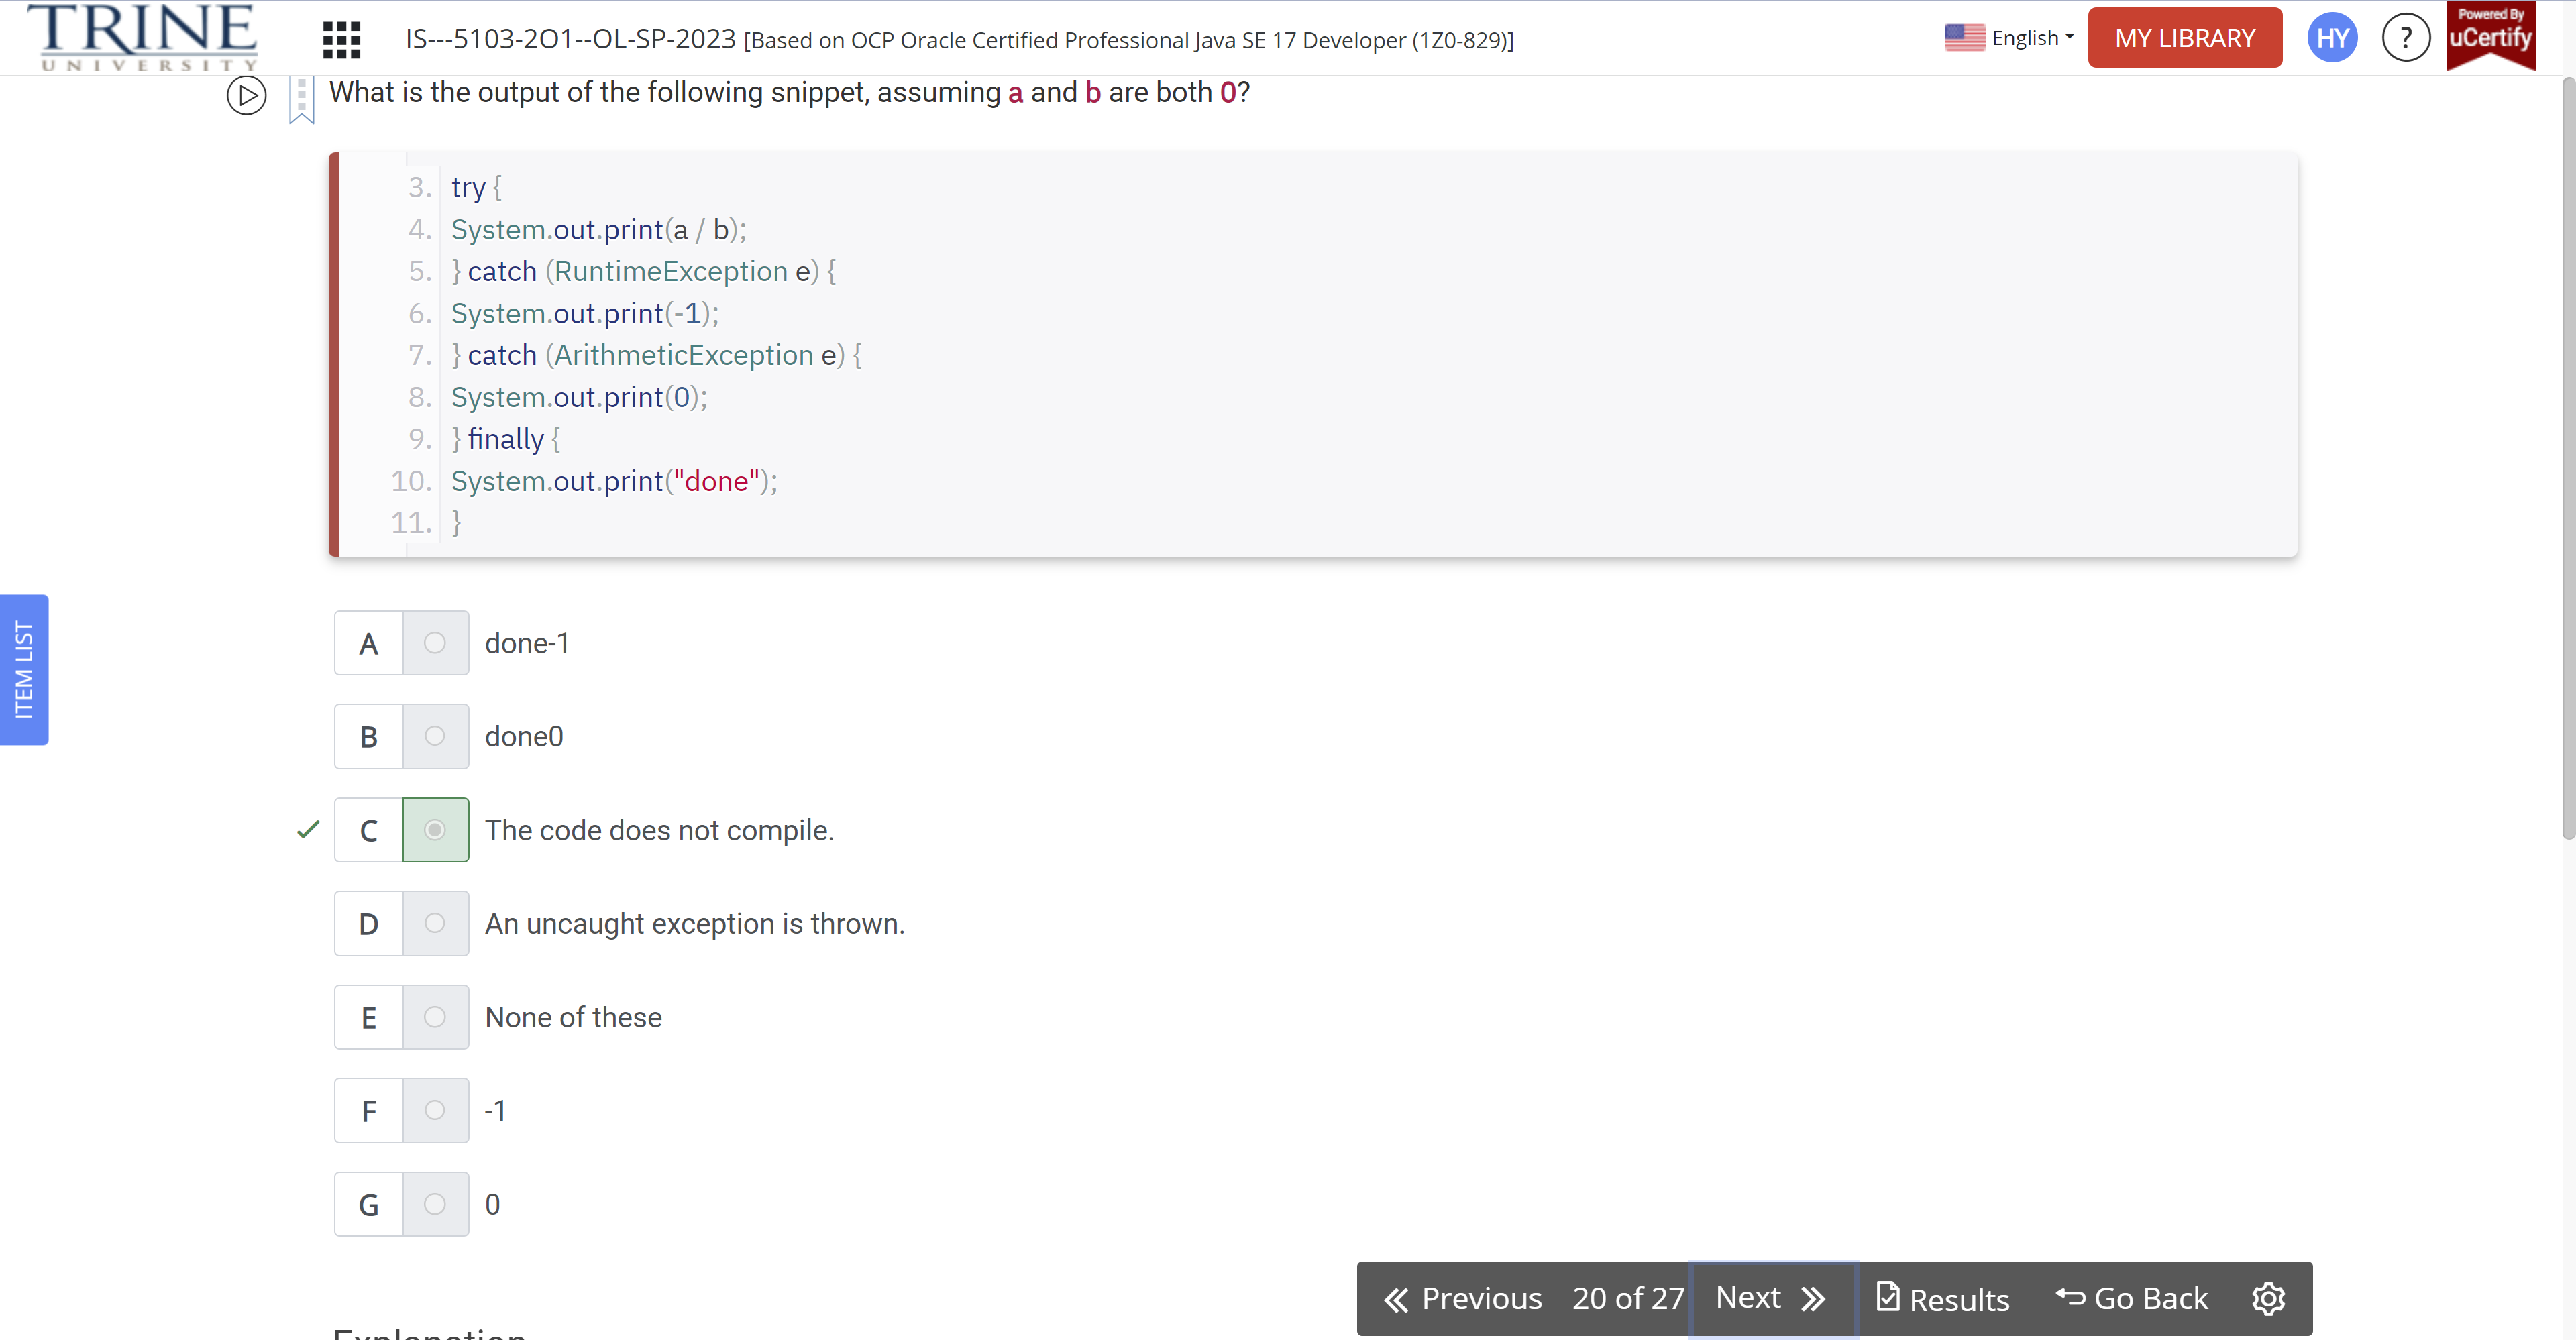 TRINE
UNIVERSITY
IS---5103-2O1--OL-SP-2023 [Based on OCP Oracle Certified Professional Java SE 17 Developer (1Z0-829)]
English
MY LIBRARY
HY
?
Powered By
uCertify
What is the output of the following snippet, assuming a and b are both 0?
3. try {
4. System.out.print(a / b);
5. } catch (RuntimeException e) {
6. System.out.print(-1);
7. } catch (ArithmeticException e) {
8. System.out.print(0);
9. } finally {
10. System.out.print("done");
11. }
ITEM LIST
A done-1
B done0
C The code does not compile.
D An uncaught exception is thrown.
E None of these
F -1
G 0
Previous 20 of 27 Next Results Go Back
Explanation